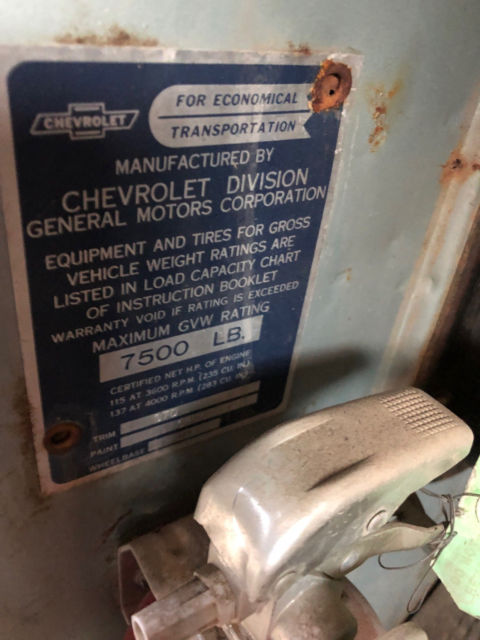 CHEVROLET
FOR ECONOMICAL
TRANSPORTATION
MANUFACTURED BY
CHEVROLET DIVISION
GENERAL MOTORS CORPORATION
EQUIPMENT AND TIRES FOR GROSS
VEHICLE WEIGHT RATINGS ARE
LISTED IN LOAD CAPACITY CHART
OF INSTRUCTION BOOKLET
WARRANTY VOID IF RATING IS EXCEEDED
MAXIMUM GVW RATING
7500 LB.
CERTIFIED NET H.P. OF ENGINE
115 AT 3600 R.P.M. (235 CU. IN.)
137 AT 4000 R.P.M. (283 CU. IN.)
TRIM
PAINT
WHEELBASE